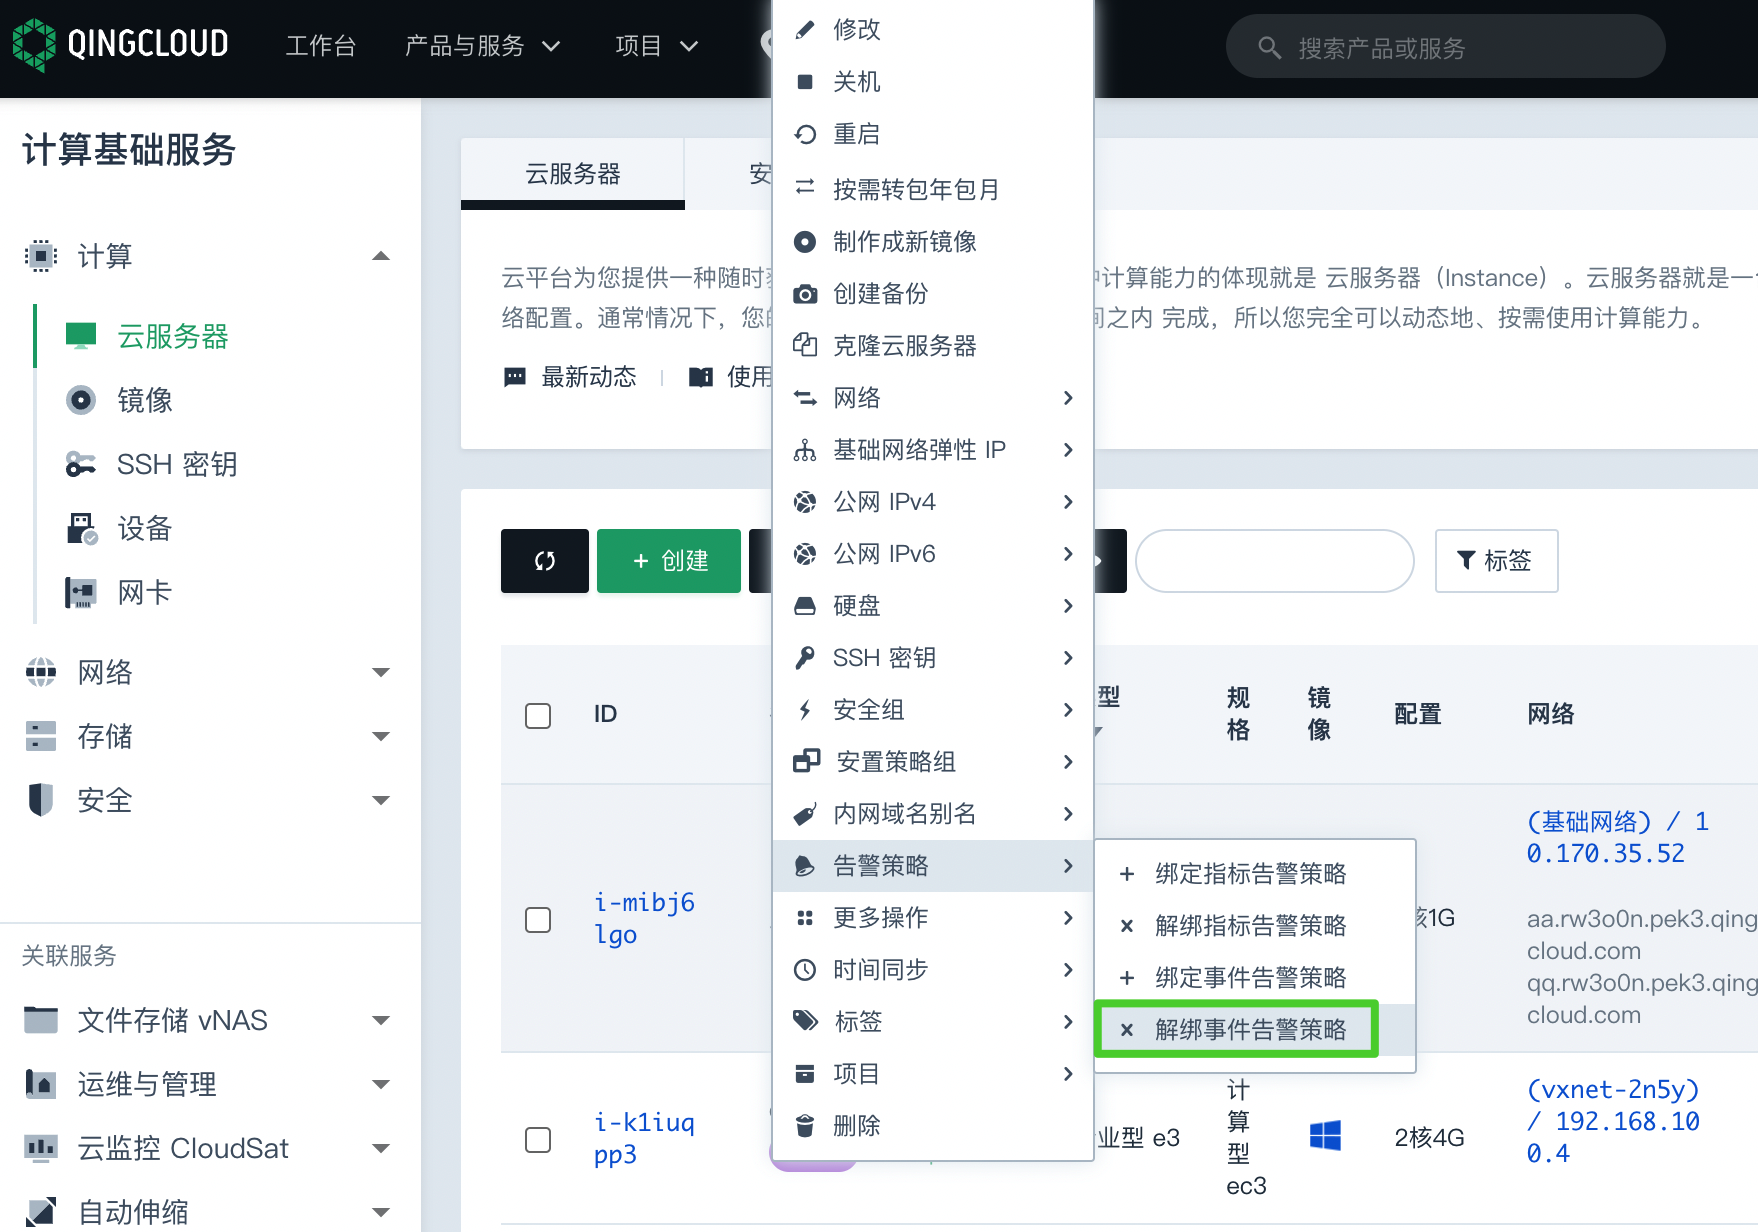 QINGCLOUD
工作台
产品与服务
项目
搜索产品或服务
计算基础服务
计算
云服务器
镜像
SSH 密钥
设备
网卡
网络
存储
安全
关联服务
文件存储 vNAS
运维与管理
云监控 CloudSat
自动伸缩
云服务器
安
云平台为您提供一种随时
计算能力的体现就是 云服务器（Instance）。云服务器就是一
络配置。通常情况下，您
之内 完成，所以您完全可以动态地、按需使用计算能力。
最新动态
使用
创建
标签
ID
型
规格
镜像
配置
网络
i-mibj6
lgo
核1G
(基础网络) / 1
0.170.35.52
aa.rw3o0n.pek3.qing
cloud.com
qq.rw3o0n.pek3.qing
cloud.com
i-k1iuq
pp3
业型 e3
计
算
型
ec3
2核4G
(vxnet-2n5y)
/ 192.168.10
0.4
修改
关机
重启
按需转包年包月
制作成新镜像
创建备份
克隆云服务器
网络
基础网络弹性 IP
公网 IPv4
公网 IPv6
硬盘
SSH 密钥
安全组
安置策略组
内网域名别名
告警策略
更多操作
时间同步
标签
项目
删除
绑定指标告警策略
解绑指标告警策略
绑定事件告警策略
解绑事件告警策略